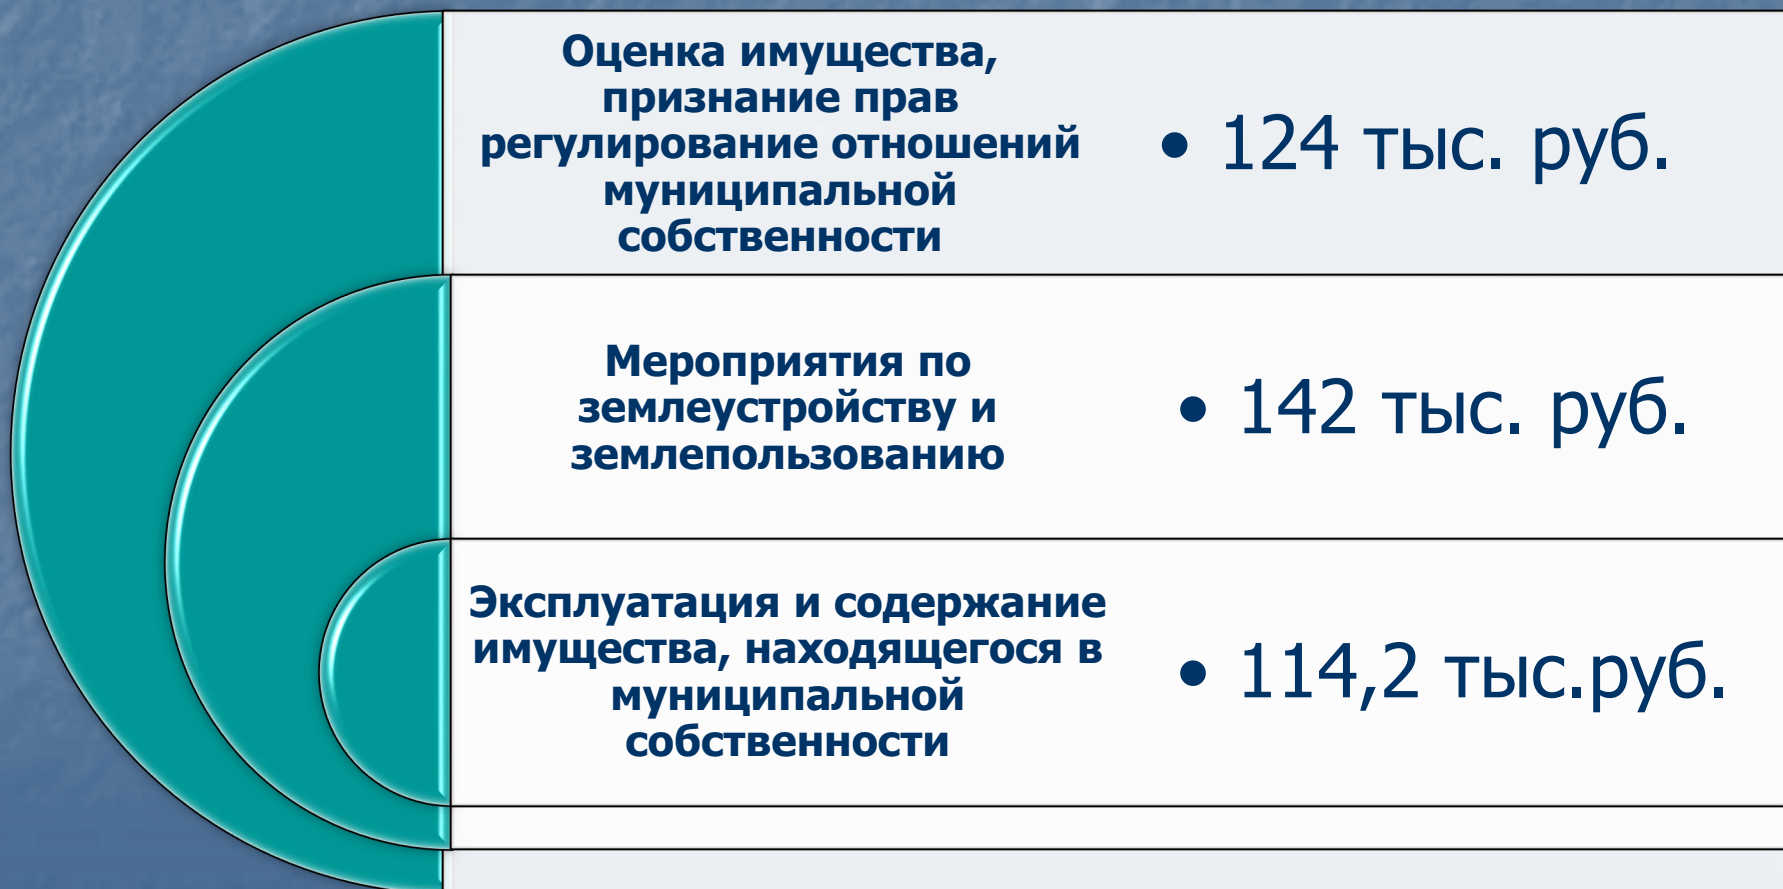 Оценка имущества,
признание прав
регулирование отношений
муниципальной
собственности
• 124 тыс. руб.
Мероприятия по
землеустройству и
землепользованию
• 142 тыс. руб.
Эксплуатация и содержание
имущества, находящегося в
муниципальной
собственности
• 114,2 тыс.руб.